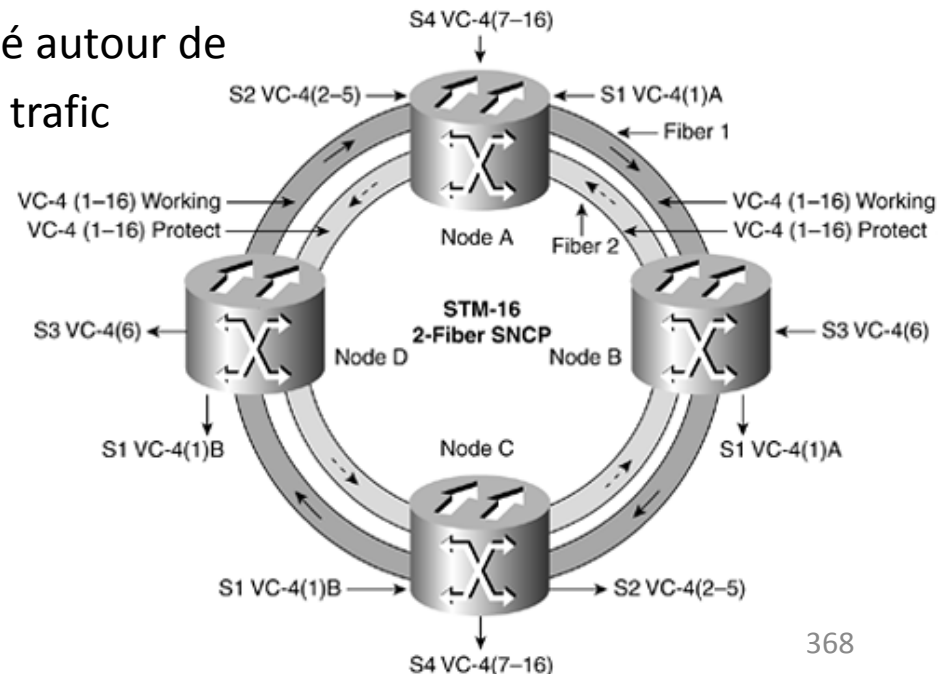 é autour de
trafic
S4 VC-4(7–16)
S2 VC-4(2–5)
S1 VC-4(1)A
Fiber 1
VC-4 (1–16) Working
VC-4 (1–16) Protect
VC-4 (1–16) Working
VC-4 (1–16) Protect
Node A
Fiber 2
S3 VC-4(6)
Node D
STM-16
2-Fiber SNCP
Node B
S3 VC-4(6)
S1 VC-4(1)B
Node C
S1 VC-4(1)A
S1 VC-4(1)B
S2 VC-4(2–5)
S4 VC-4(7–16)
368